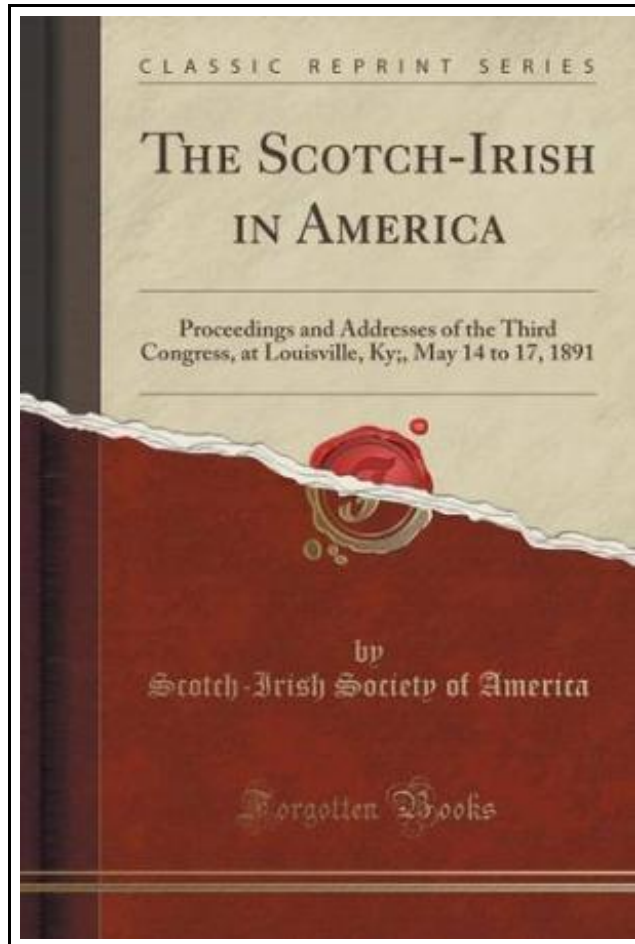 CLASSIC REPRINT SERIES
THE SCOTCH-IRISH
IN AMERICA
Proceedings and Addresses of the Third
Congress, at Louisville, Ky;, May 14 to 17, 1891
by
Scotch-Irish Society of America
Forgotten Books